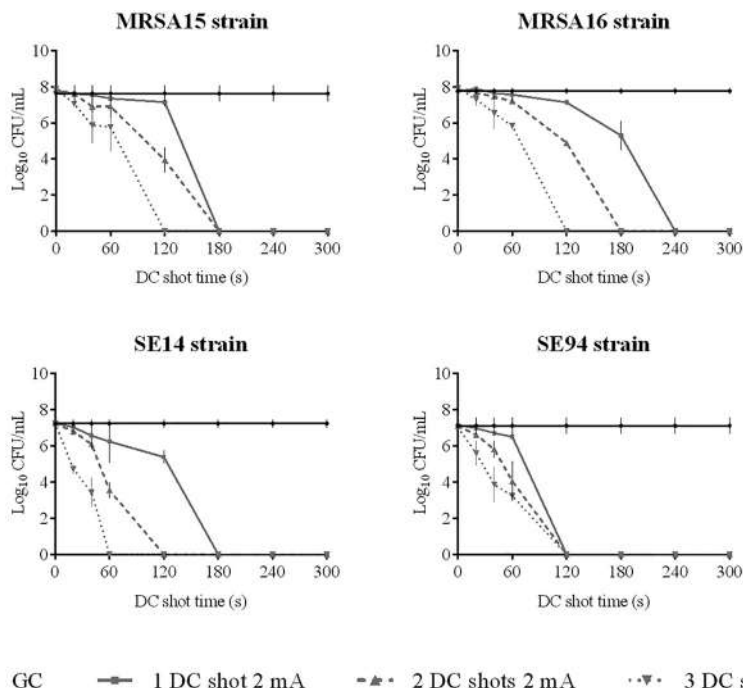 MRSA15 strain
10
8
6
4
2
0
Log10 CFU/mL
0 60 120 180 240 300
DC shot time (s)
MRSA16 strain
10
8
6
4
2
0
Log10 CFU/mL
0 60 120 180 240 300
DC shot time (s)
SE14 strain
10
8
6
4
2
0
Log10 CFU/mL
0 60 120 180 240 300
DC shot time (s)
SE94 strain
10
8
6
4
2
0
Log10 CFU/mL
0 60 120 180 240 300
DC shot time (s)
GC 1 DC shot 2 mA 2 DC shots 2 mA 3 DC s